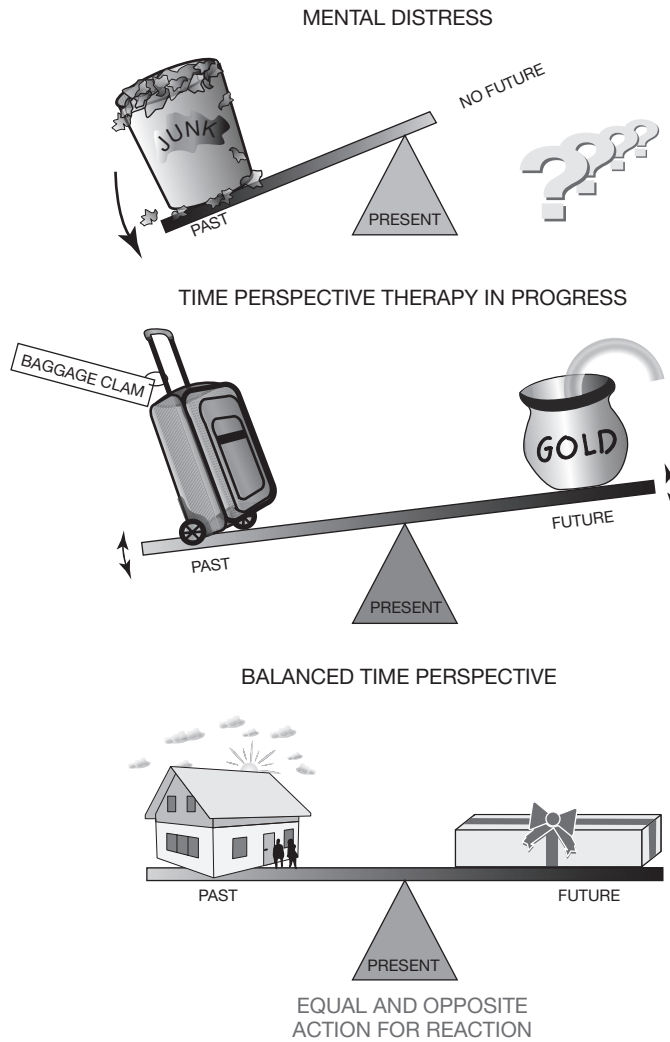 MENTAL DISTRESS
NO FUTURE
JUNK
PAST
PRESENT
? ? ? ?
TIME PERSPECTIVE THERAPY IN PROGRESS
BAGGAGE CLAM
GOLD
PAST
FUTURE
PRESENT
BALANCED TIME PERSPECTIVE
PAST
FUTURE
PRESENT
EQUAL AND OPPOSITE
ACTION FOR REACTION